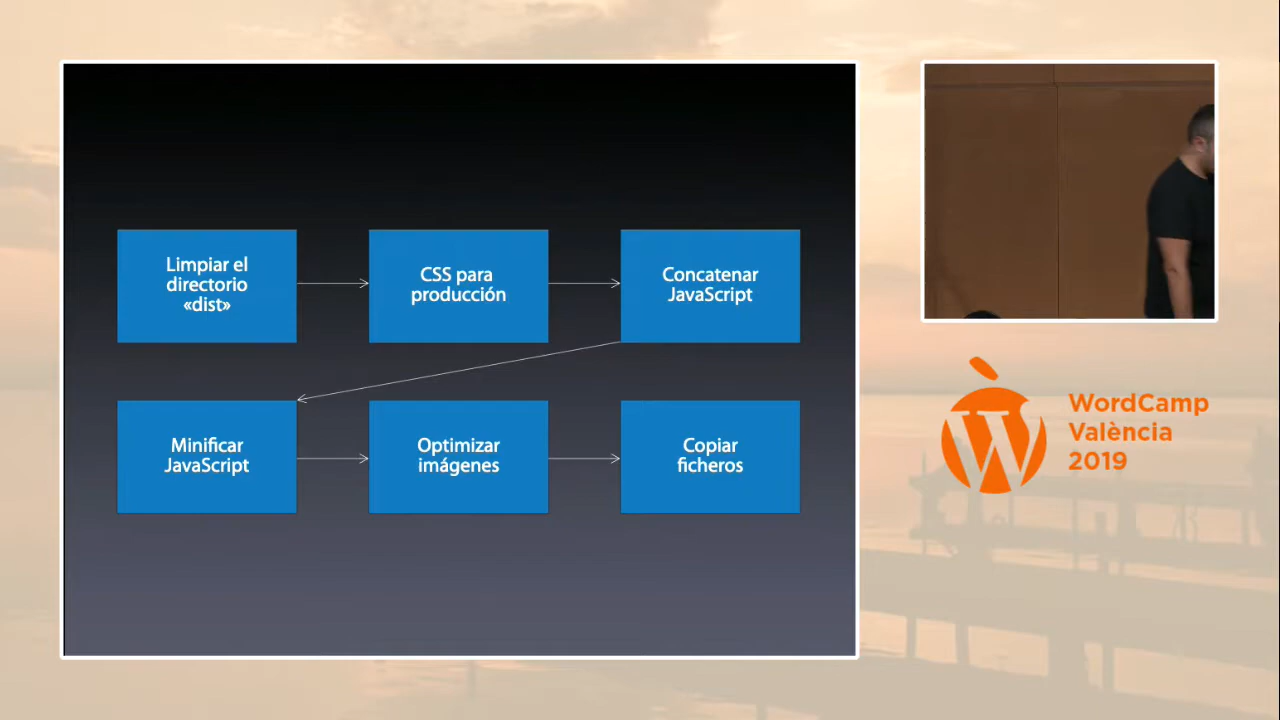 Limpiar el
directorio
«dist»
CSS para
producción
Concatenar
JavaScript
Minificar
JavaScript
Optimizar
imágenes
Copiar
ficheros
WordCamp
València
2019